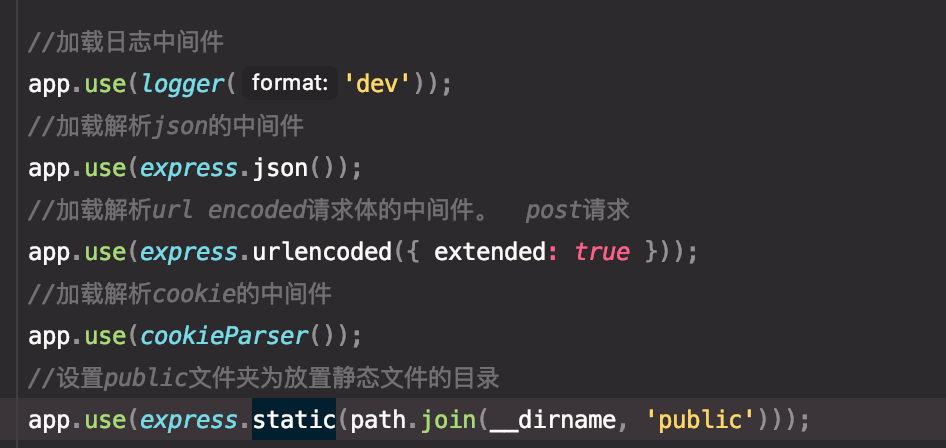 //加载日志中间件
app.use(logger( format: 'dev'));
//加载解析json的中间件
app.use(express.json());
//加载解析url encoded请求体的中间件。  post请求
app.use(express.urlencoded({ extended: true }));
//加载解析cookie的中间件
app.use(cookieParser());
//设置public文件夹为放置静态文件的目录
app.use(express.static(path.join(__dirname, 'public')));